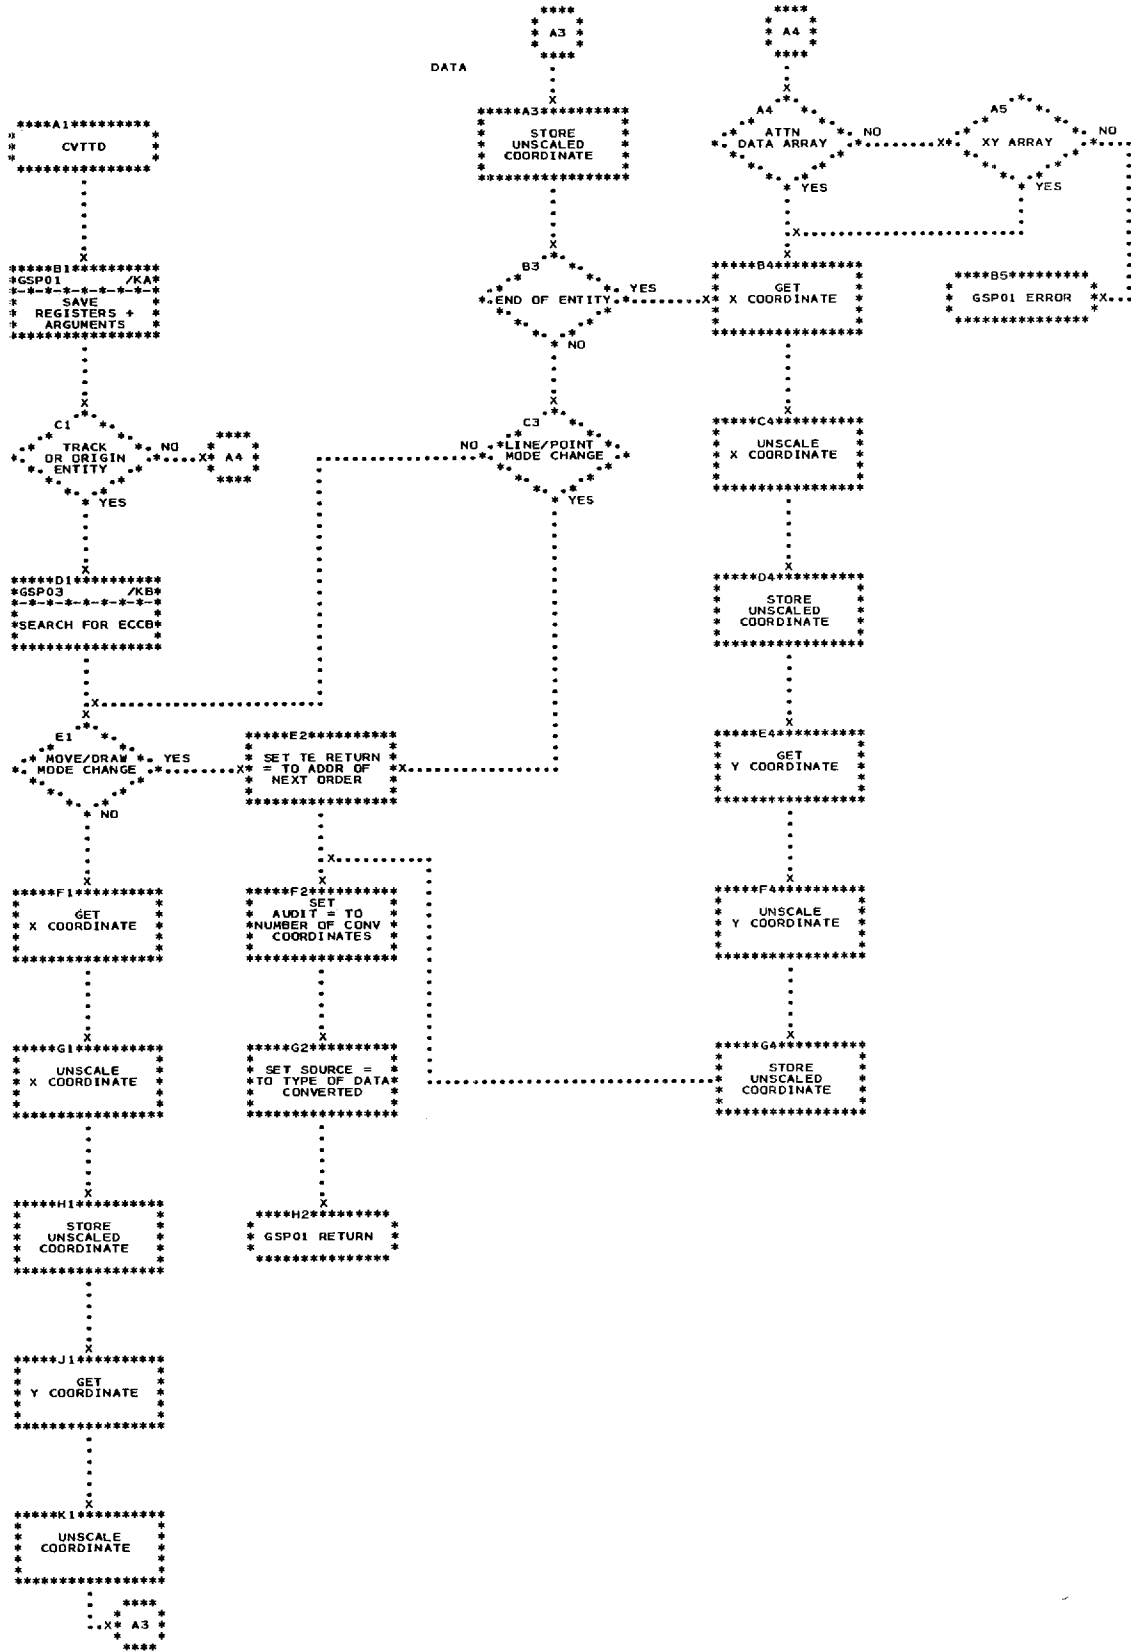 A3
A4
DATA
A1
CVTTD
A3
STORE
UNSCALED
COORDINATE
A4
ATTN
DATA ARRAY
NO
YES
A5
XY ARRAY
NO
YES
B1
GSP01 /KA
SAVE
REGISTERS +
ARGUMENTS
B3
END OF ENTITY
YES
NO
B4
GET
X COORDINATE
B5
GSP01 ERROR
C1
TRACK
OR ORIGIN
ENTITY
NO
YES
A4
C3
LINE/POINT
MODE CHANGE
NO
YES
C4
UNSCALE
X COORDINATE
D1
GSP03 /KB
SEARCH FOR ECCB
D4
STORE
UNSCALED
COORDINATE
E1
MOVE/DRAW
MODE CHANGE
YES
NO
E2
SET TE RETURN
= TO ADDR OF
NEXT ORDER
E4
GET
Y COORDINATE
F1
GET
X COORDINATE
F2
SET
AUDIT = TO
NUMBER OF CONV
COORDINATES
F4
UNSCALE
Y COORDINATE
G1
UNSCALE
X COORDINATE
G2
SET SOURCE =
TO TYPE OF DATA
CONVERTED
G4
STORE
UNSCALED
COORDINATE
H1
STORE
UNSCALED
COORDINATE
H2
GSP01 RETURN
J1
GET
Y COORDINATE
K1
UNSCALE
COORDINATE
A3